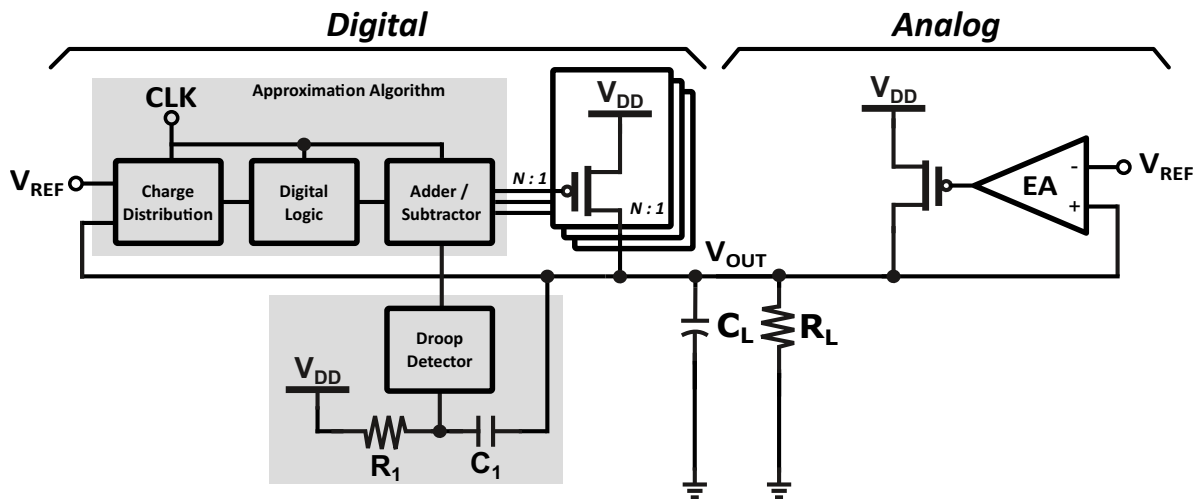 Digital
Analog
Approximation Algorithm
CLK
VREF
Charge
Distribution
Digital
Logic
Adder /
Subtractor
N : 1
VDD
N : 1
VDD
EA
-
+
VREF
VOUT
Droop
Detector
VDD
R1
C1
CL
RL